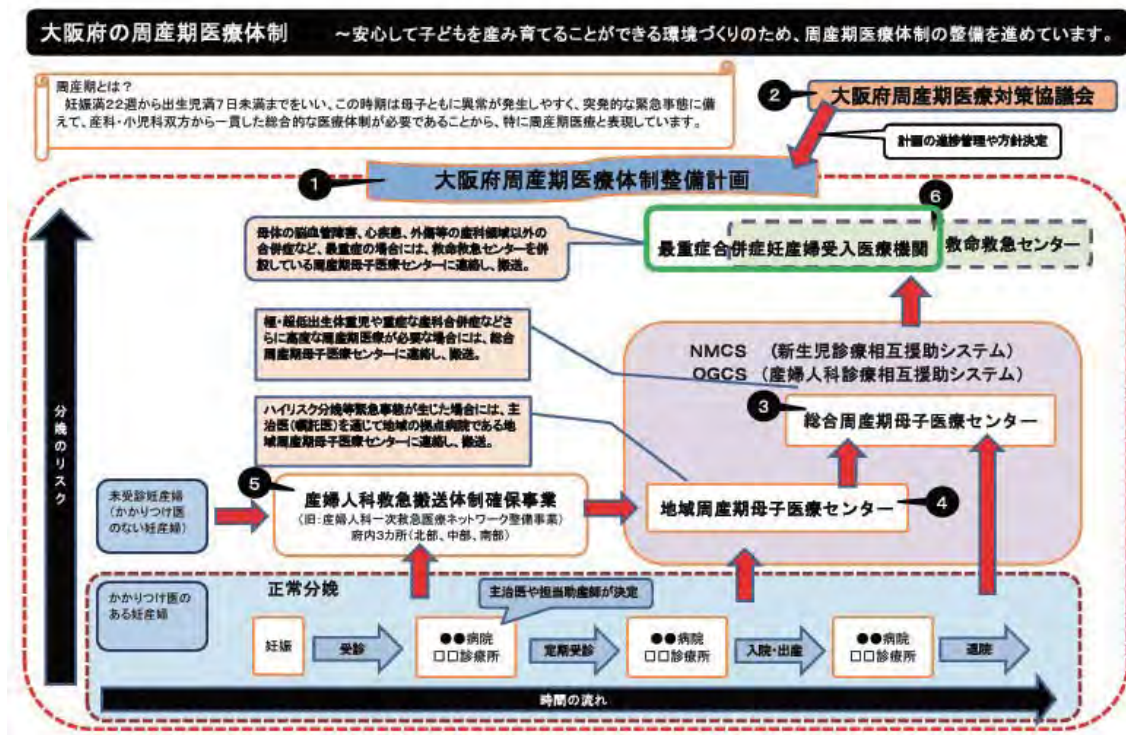 大阪府の周産期医療体制　～安心して子どもを産み育てることができる環境づくりのため、周産期医療体制の整備を進めています。
周産期とは？
妊娠満22週から出生児満7日未満までをいい、この時期は母子ともに異常が発生しやすく、突発的な緊急事態に備
えて、産科・小児科双方から一貫した総合的な医療体制が必要であることから、特に周産期医療と表現しています。
❷ 大阪府周産期医療対策協議会
計画の進捗管理や方針決定
❶ 大阪府周産期医療体制整備計画
❻
母体の脳血管障害、心疾患、外傷等の産科領域以外の
合併症など、最重症の場合には、救命救急センターを併
設している周産期母子医療センターに連絡し、搬送。
最重症合併症妊産婦受入医療機関
救命救急センター
極・超低出生体重児や重症な産科合併症などさ
らに高度な周産期医療が必要な場合には、総合
周産期母子医療センターに連絡し、搬送。
NMCS （新生児診療相互援助システム）
OGCS （産婦人科診療相互援助システム）
❸ 総合周産期母子医療センター
ハイリスク分娩等緊急事態が生じた場合には、主
治医（嘱託医）を通じて地域の拠点病院である地
域周産期母子医療センターに連絡し、搬送。
分娩のリスク
未受診妊産婦
（かかりつけ医
のない妊産婦）
❺ 産婦人科救急搬送体制確保事業
（旧：産婦人科一次救急医療ネットワーク整備事業）
府内3カ所（北部、中部、南部）
地域周産期母子医療センター ❹
かかりつけ医の
ある妊産婦
正常分娩
主治医や担当助産師が決定
妊娠
受診
●●病院
□□診療所
定期受診
●●病院
□□診療所
入院・出産
●●病院
□□診療所
退院
時間の流れ